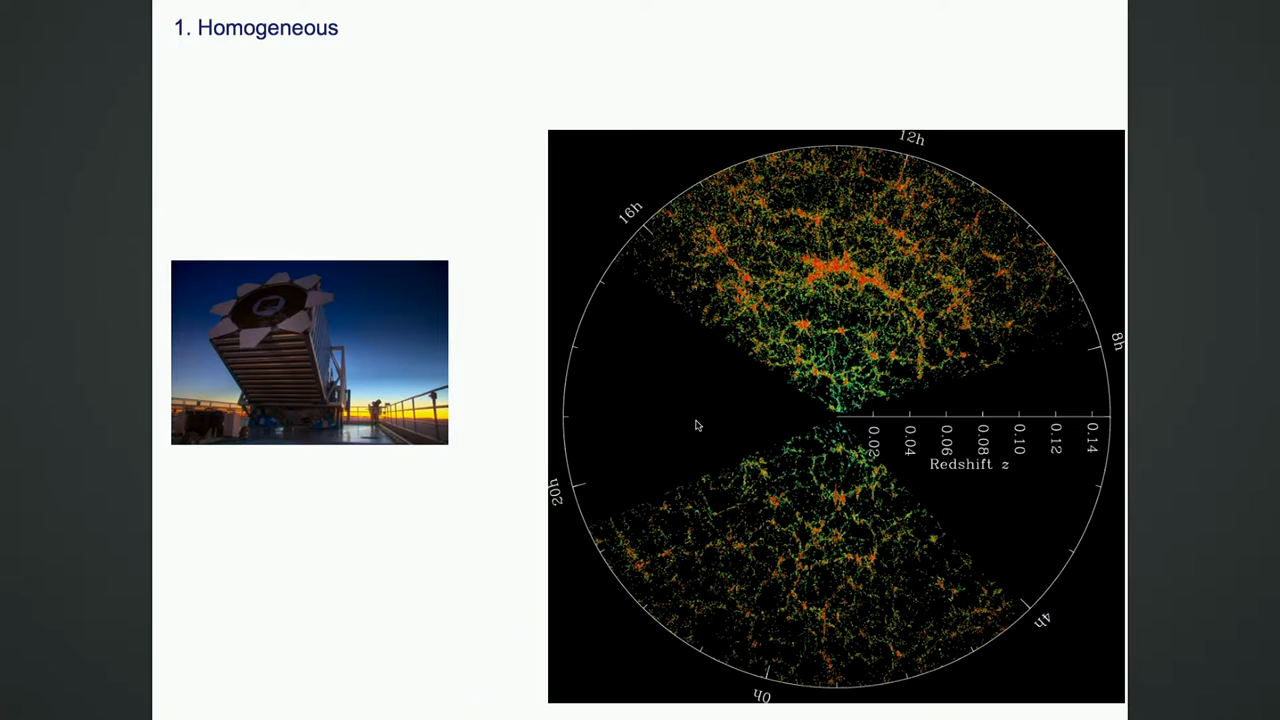 1. Homogeneous
12h
16h
8h
0.02
0.04
0.06
0.08
0.10
0.12
0.14
Redshift z
20h
4h
0h